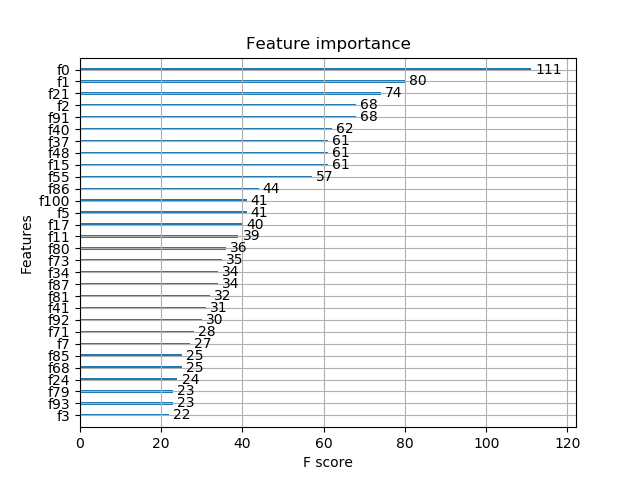 Feature importance
f0 111
f1 80
f21 74
f2 68
f91 68
f40 62
f37 61
f48 61
f15 61
f55 57
f86 44
f100 41
f5 41
f17 40
f11 39
f80 36
f73 35
f34 34
f87 34
f81 32
f41 31
f92 30
f71 28
f7 27
f85 25
f68 25
f24 24
f79 23
f93 23
f3 22
Features
0 20 40 60 80 100 120
F score